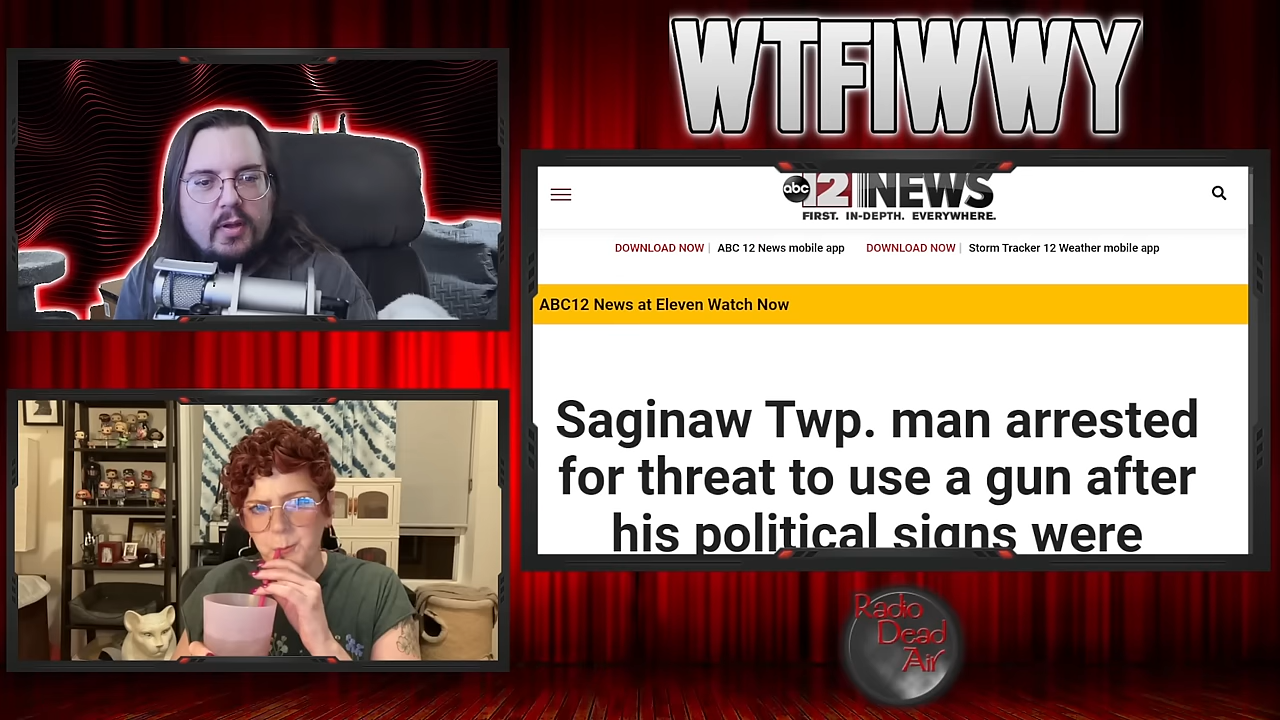 WTFIWWY
abc 12 NEWS
FIRST. IN-DEPTH. EVERYWHERE.
DOWNLOAD NOW | ABC 12 News mobile app DOWNLOAD NOW | Storm Tracker 12 Weather mobile app
ABC12 News at Eleven Watch Now
Saginaw Twp. man arrested
for threat to use a gun after
his political signs were
Radio
Dead
Air